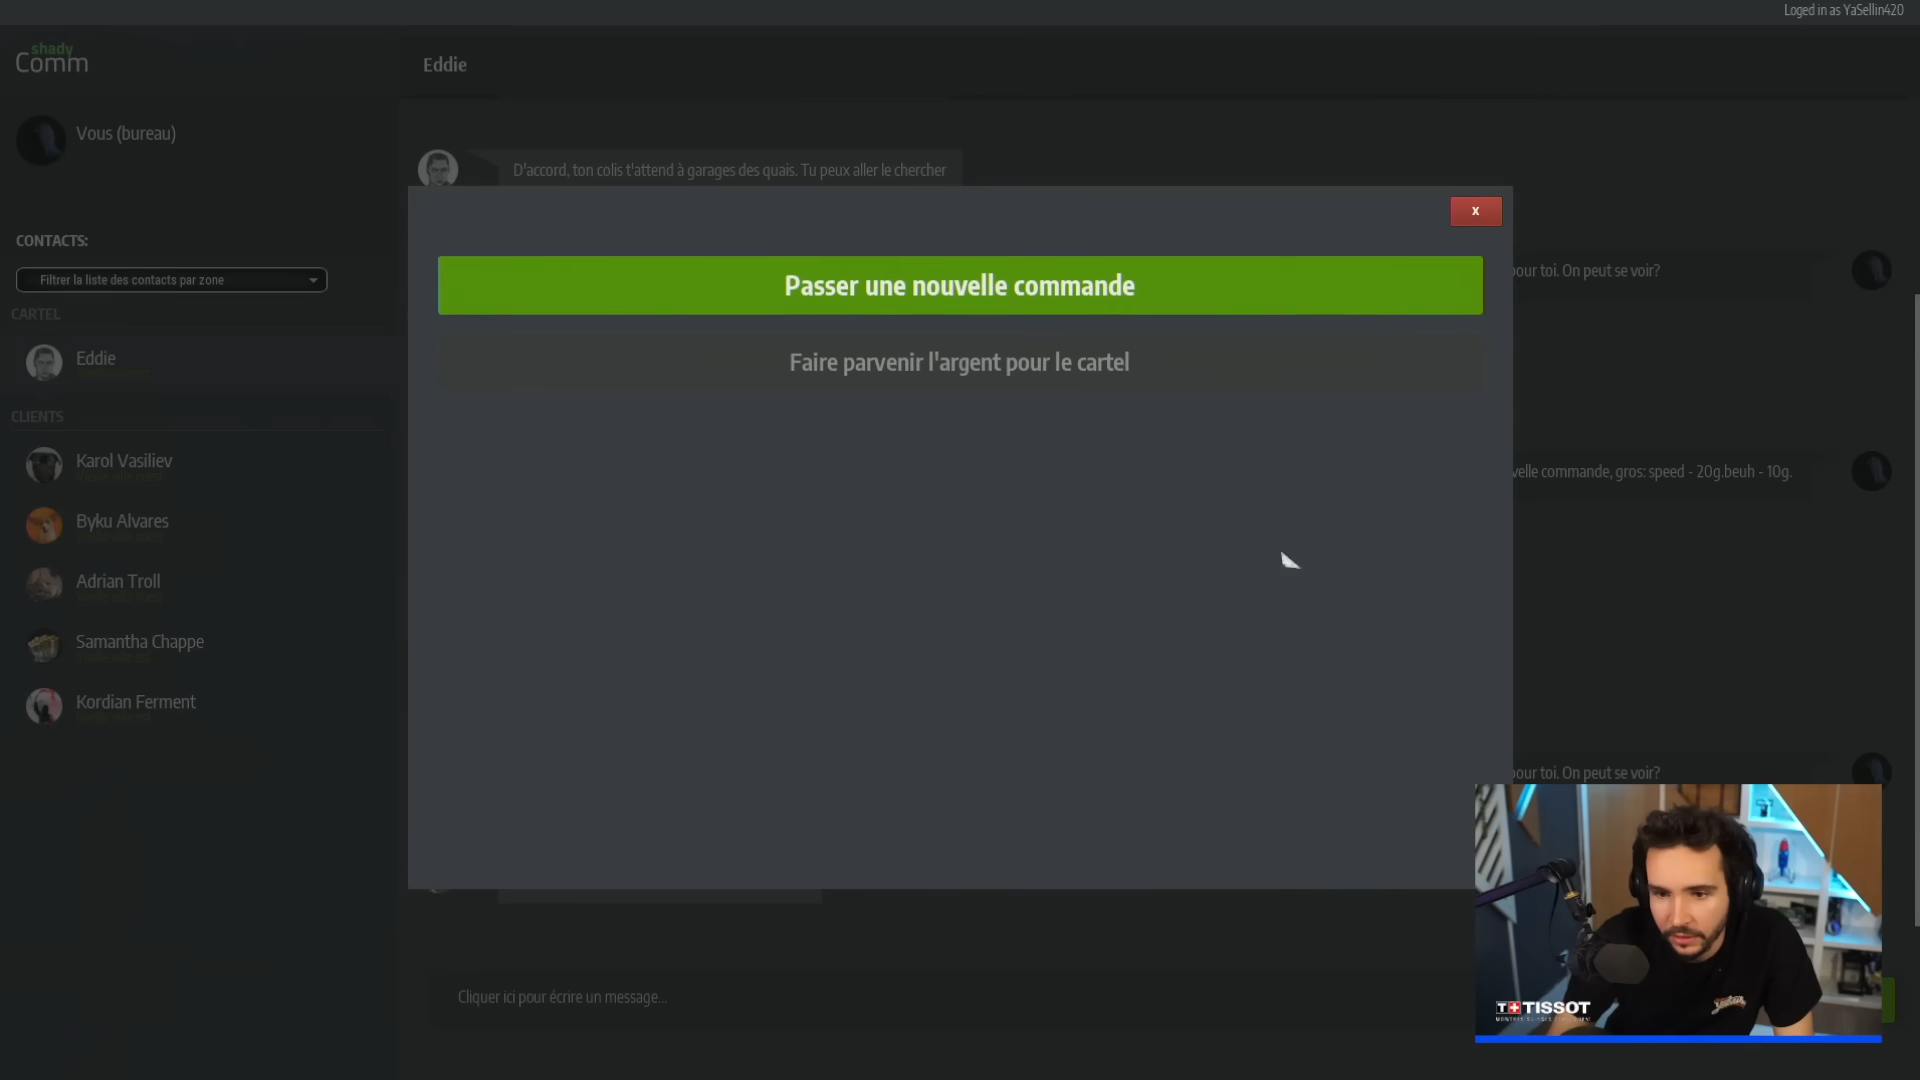 Loged in as YaSellin420
shady
Comm
Eddie
Vous (bureau)
D'accord, ton colis t'attend à garages des quais. Tu peux aller le chercher
x
CONTACTS:
Passer une nouvelle commande
our toi. On peut se voir?
Filtrer la liste des contacts par zone
CARTEL
Eddie
Faire parvenir l'argent pour le cartel
CLIENTS
Karol Vasiliev
velle commande, gros: speed - 20g.beuh - 10g.
Byku Alvares
Adrian Troll
Samantha Chappe
Kordian Ferment
our toi. On peut se voir?
Cliquer ici pour écrire un message...
T+TISSOT